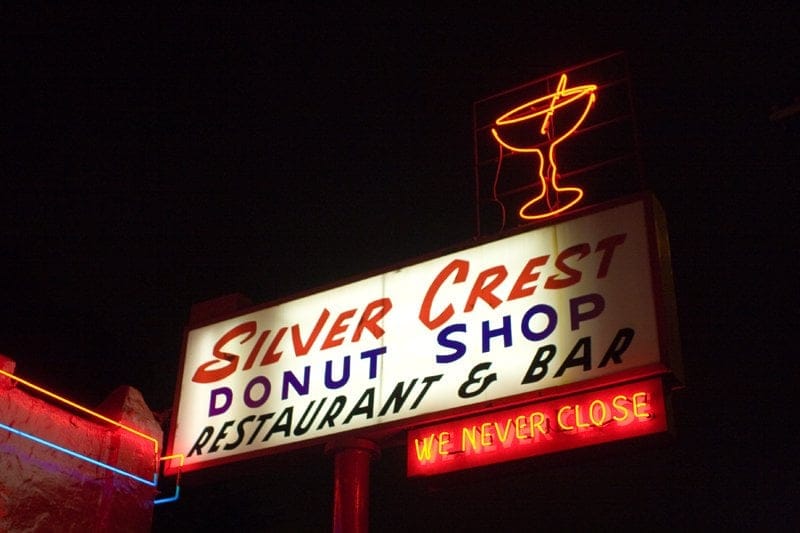 SILVER CREST
DONUT SHOP
RESTAURANT & BAR
WE NEVER CLOSE